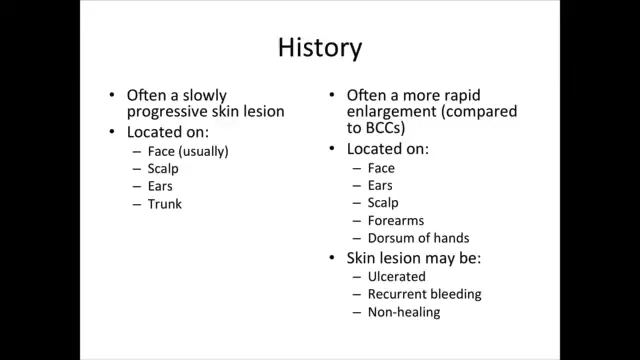 History
• Often a slowly
progressive skin lesion
• Located on:
– Face (usually)
– Scalp
– Ears
– Trunk
• Often a more rapid
enlargement (compared
to BCCs)
• Located on:
– Face
– Ears
– Scalp
– Forearms
– Dorsum of hands
• Skin lesion may be:
– Ulcerated
– Recurrent bleeding
– Non-healing